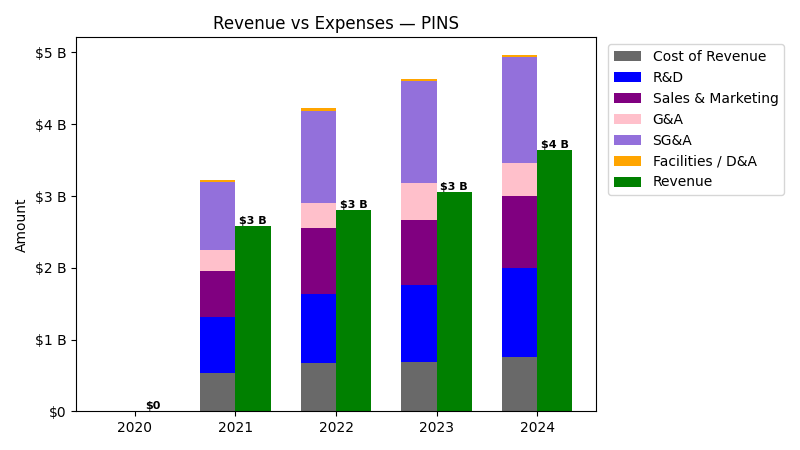 Revenue vs Expenses — PINS
Amount
$5 B
$4 B
$3 B
$2 B
$1 B
$0
$0
$3 B
$3 B
$3 B
$4 B
2020
2021
2022
2023
2024
Cost of Revenue
R&D
Sales & Marketing
G&A
SG&A
Facilities / D&A
Revenue